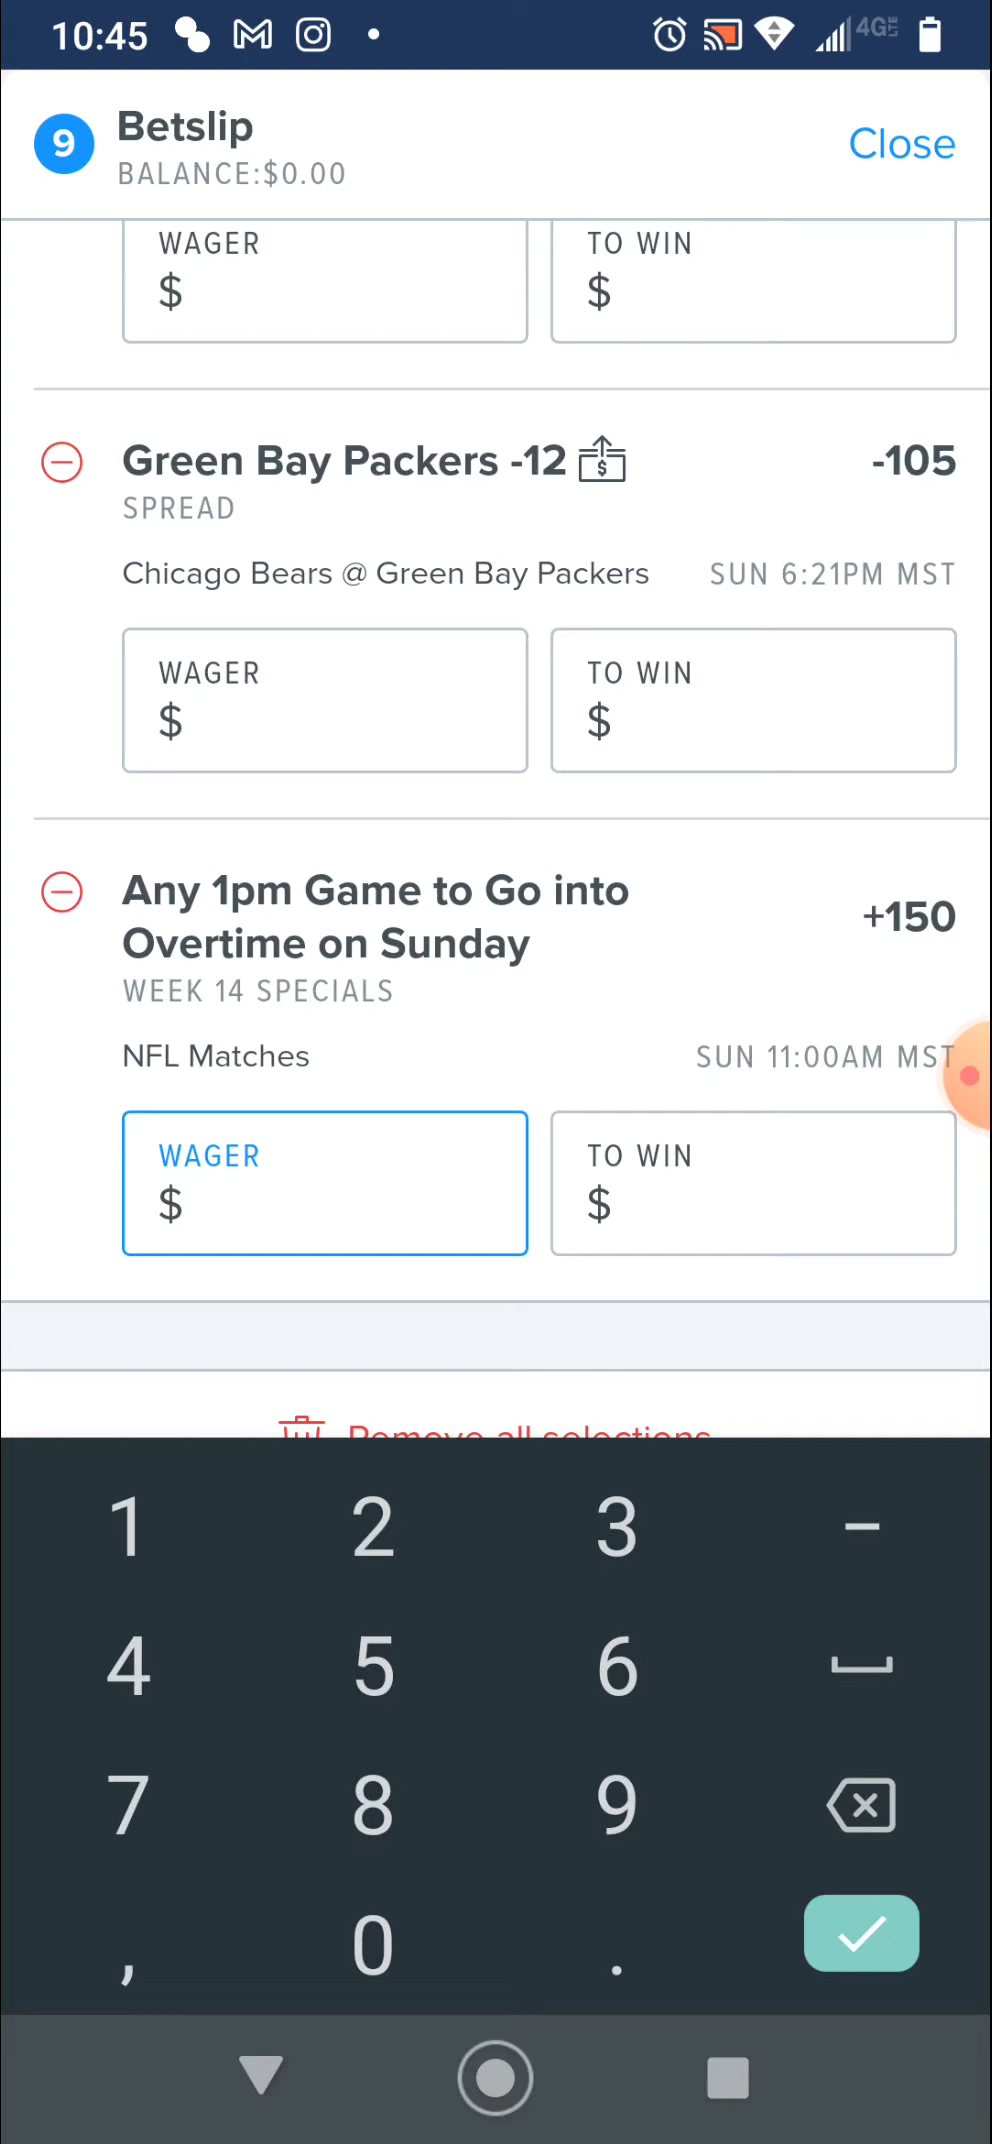 10:45 4GE
9 Betslip Close
BALANCE:$0.00
WAGER TO WIN
$ $
Green Bay Packers -12 $ -105
SPREAD
Chicago Bears @ Green Bay Packers SUN 6:21PM MST
WAGER TO WIN
$ $
Any 1pm Game to Go into
Overtime on Sunday +150
WEEK 14 SPECIALS
NFL Matches SUN 11:00AM MST
WAGER TO WIN
$ $
Remove all selections
1 2 3 –
4 5 6
7 8 9
, 0 .